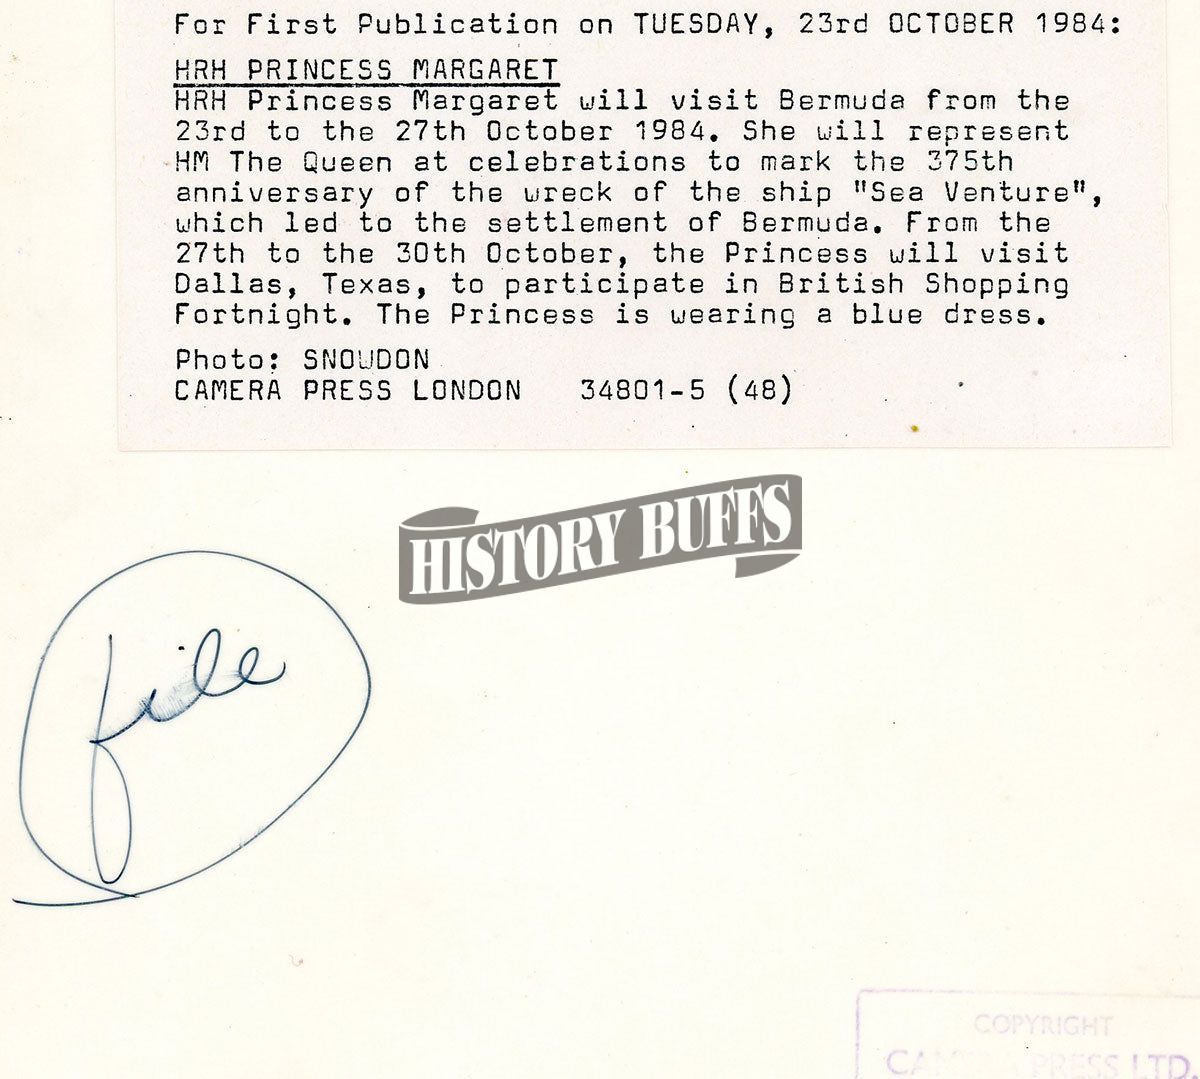 For First Publication on TUESDAY, 23rd OCTOBER 1984:
HRH PRINCESS MARGARET
HRH Princess Margaret will visit Bermuda from the
23rd to the 27th October 1984. She will represent
HM The Queen at celebrations to mark the 375th
anniversary of the wreck of the ship "Sea Venture",
which led to the settlement of Bermuda. From the
27th to the 30th October, the Princess will visit
Dallas, Texas, to participate in British Shopping
Fortnight. The Princess is wearing a blue dress.
Photo: SNOWDON
CAMERA PRESS LONDON 34801-5 (48)
HISTORY BUFFS
file
COPYRIGHT
CAMERA PRESS LTD.